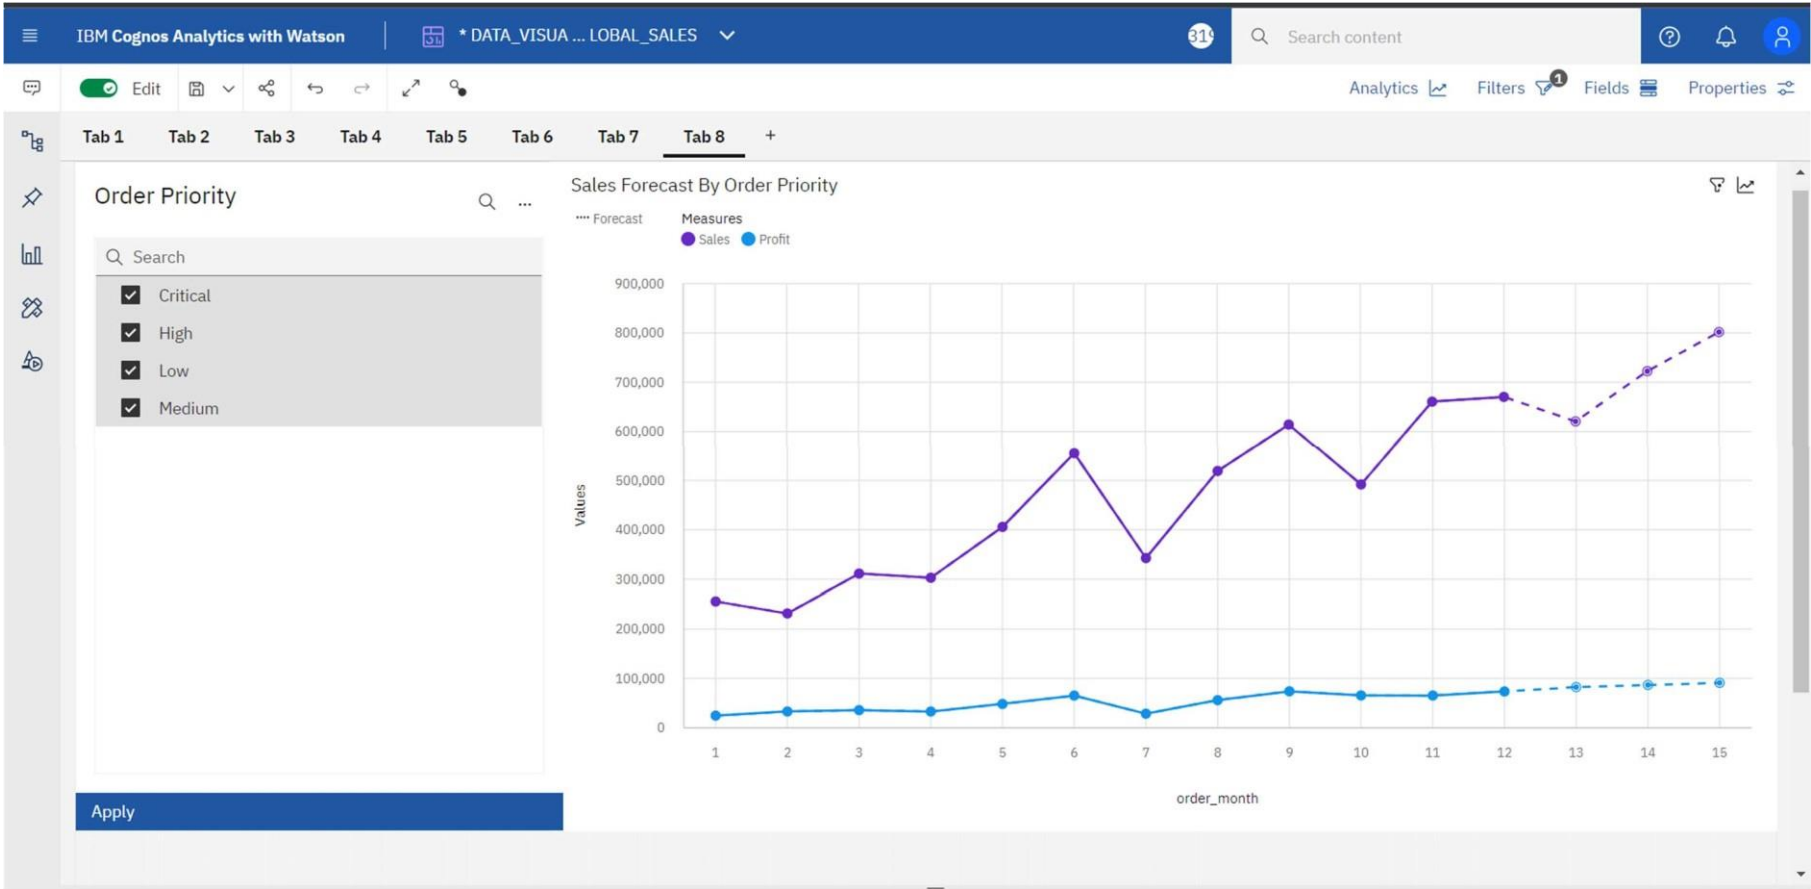 IBM Cognos Analytics with Watson
* DATA_VISUA ... LOBAL_SALES
Search content
Edit
Analytics
Filters
1
Fields
Properties
Tab 1
Tab 2
Tab 3
Tab 4
Tab 5
Tab 6
Tab 7
Tab 8
+
Order Priority
...
Search
Critical
High
Low
Medium
Apply
Sales Forecast By Order Priority
Forecast
Measures
Sales
Profit
900,000
800,000
700,000
600,000
500,000
400,000
300,000
200,000
100,000
0
Values
1 2 3 4 5 6 7 8 9 10 11 12 13 14 15
order_month